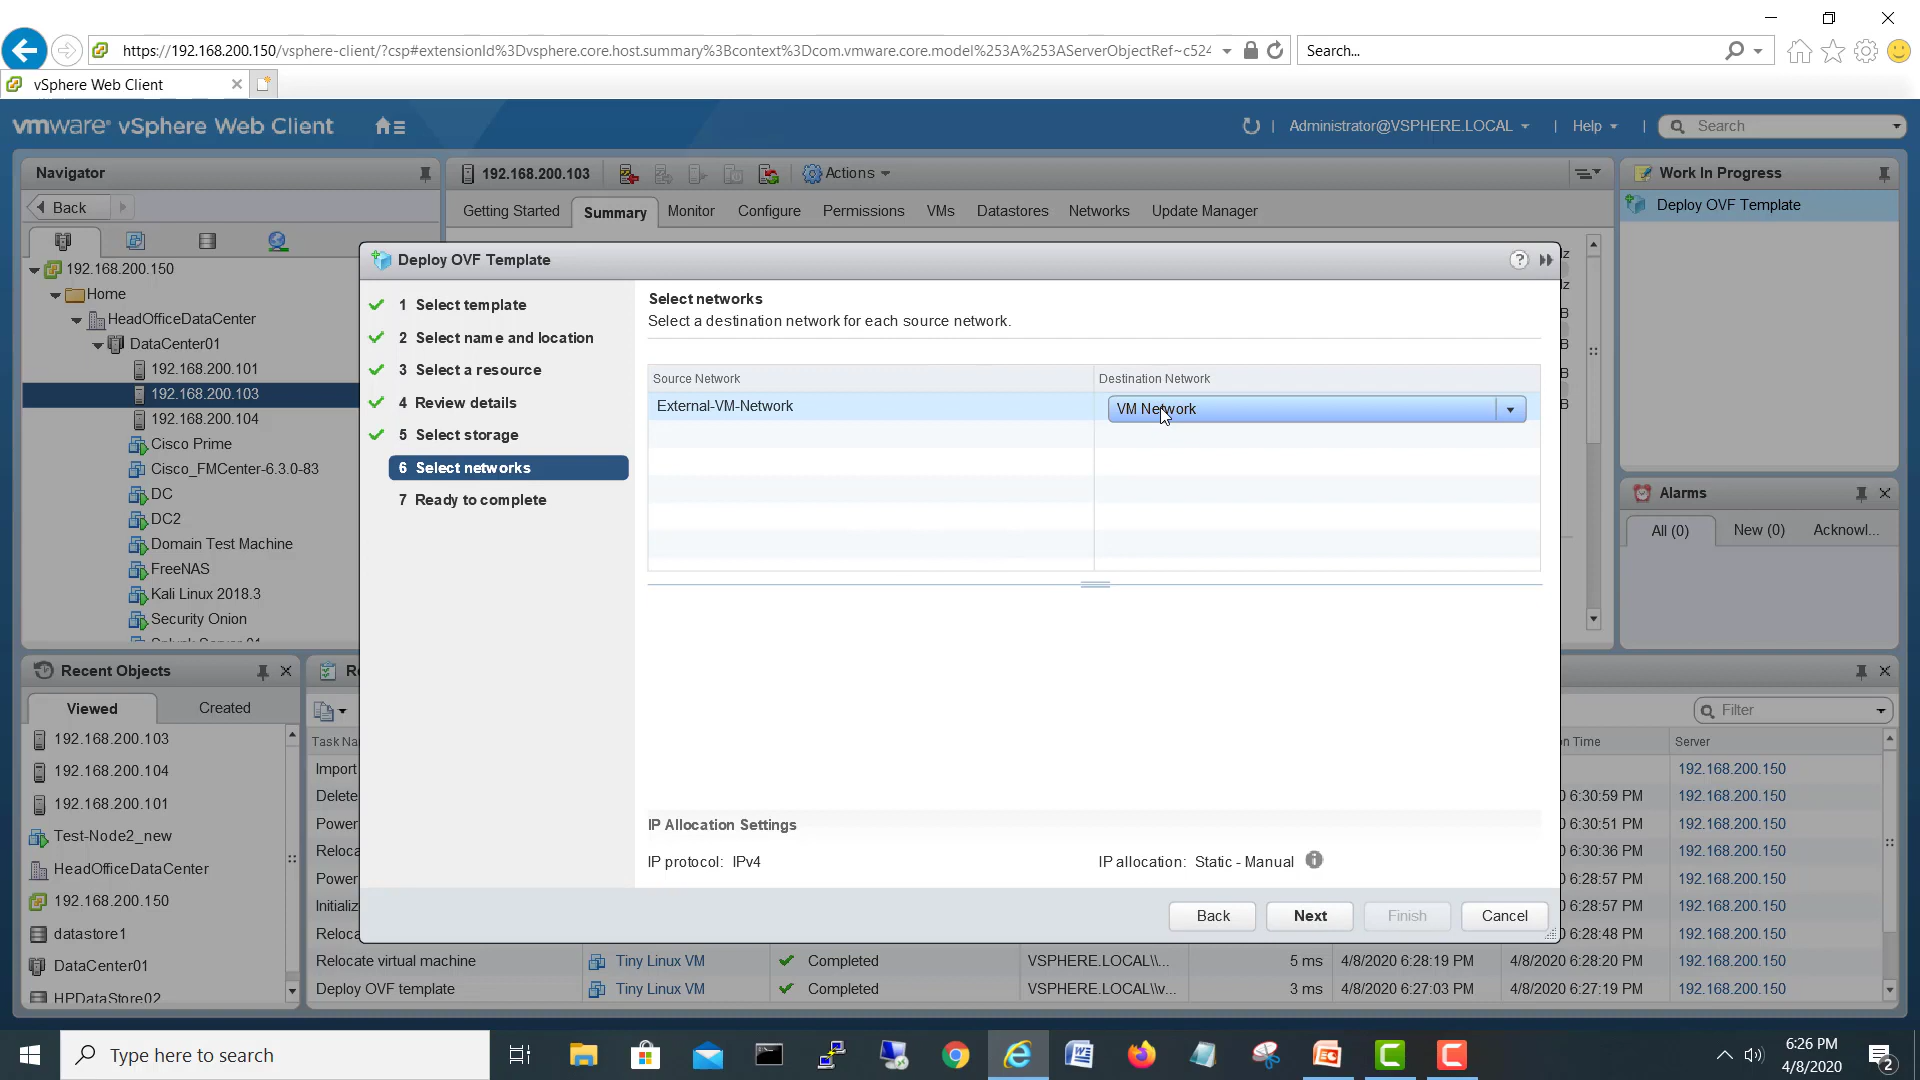 https://192.168.200.150/vsphere-client/?csp#extensionId%3Dvsphere.core.host.summary%3Bcontext%3Dcom.vmware.core.model%253A%253AServerObjectRef~c524
Search...
vSphere Web Client
vmware® vSphere Web Client
Administrator@VSPHERE.LOCAL
Help
Search
Navigator
Back
192.168.200.103
Actions
Getting Started
Summary
Monitor
Configure
Permissions
VMs
Datastores
Networks
Update Manager
Work In Progress
Deploy OVF Template
192.168.200.150
Home
HeadOfficeDataCenter
DataCenter01
192.168.200.101
192.168.200.103
192.168.200.104
Cisco Prime
Cisco_FMCenter-6.3.0-83
DC
DC2
Domain Test Machine
FreeNAS
Kali Linux 2018.3
Security Onion
Deploy OVF Template
1 Select template
2 Select name and location
3 Select a resource
4 Review details
5 Select storage
6 Select networks
7 Ready to complete
Select networks
Select a destination network for each source network.
Source Network
Destination Network
External-VM-Network
VM Network
IP Allocation Settings
IP protocol: IPv4
IP allocation: Static - Manual
Back
Next
Finish
Cancel
Alarms
All (0)
New (0)
Acknowl...
Recent Objects
Viewed
Created
192.168.200.103
192.168.200.104
192.168.200.101
Test-Node2_new
HeadOfficeDataCenter
192.168.200.150
datastore1
DataCenter01
HPDataStore02
Re
Filter
Task Na
n Time
Server
Import
192.168.200.150
Delete
0 6:30:59 PM
192.168.200.150
Power
0 6:30:51 PM
192.168.200.150
Reloca
0 6:30:36 PM
192.168.200.150
Power
0 6:28:57 PM
192.168.200.150
Initializ
0 6:28:57 PM
192.168.200.150
Reloca
0 6:28:48 PM
192.168.200.150
Relocate virtual machine
Tiny Linux VM
Completed
VSPHERE.LOCAL\\...
5 ms
4/8/2020 6:28:19 PM
4/8/2020 6:28:20 PM
192.168.200.150
Deploy OVF template
Tiny Linux VM
Completed
VSPHERE.LOCAL\\v...
3 ms
4/8/2020 6:27:03 PM
4/8/2020 6:27:19 PM
192.168.200.150
Type here to search
6:26 PM
4/8/2020
2